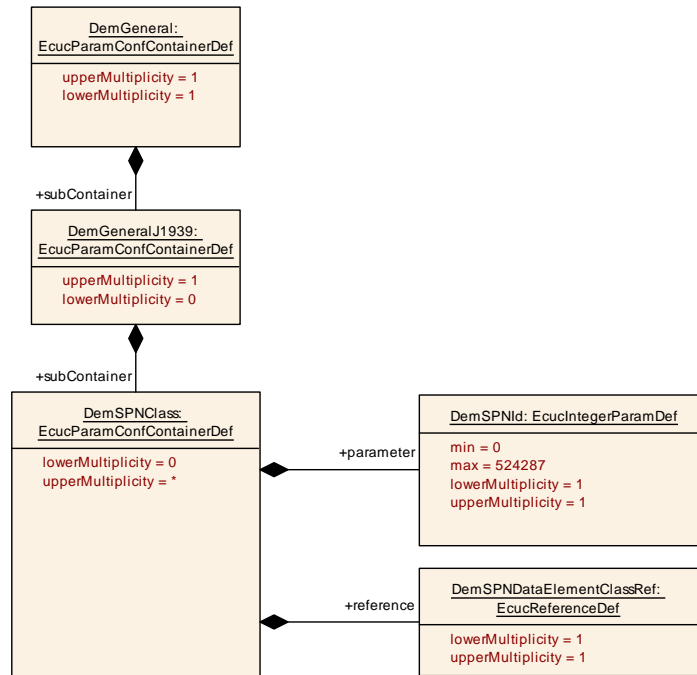 DemGeneral:
EcucParamConfContainerDef
upperMultiplicity = 1
lowerMultiplicity = 1
+subContainer
DemGeneralJ1939:
EcucParamConfContainerDef
upperMultiplicity = 1
lowerMultiplicity = 0
+subContainer
DemSPNClass:
EcucParamConfContainerDef
lowerMultiplicity = 0
upperMultiplicity = *
+parameter
DemSPNId: EcucIntegerParamDef
min = 0
max = 524287
lowerMultiplicity = 1
upperMultiplicity = 1
+reference
DemSPNDataElementClassRef:
EcucReferenceDef
lowerMultiplicity = 1
upperMultiplicity = 1